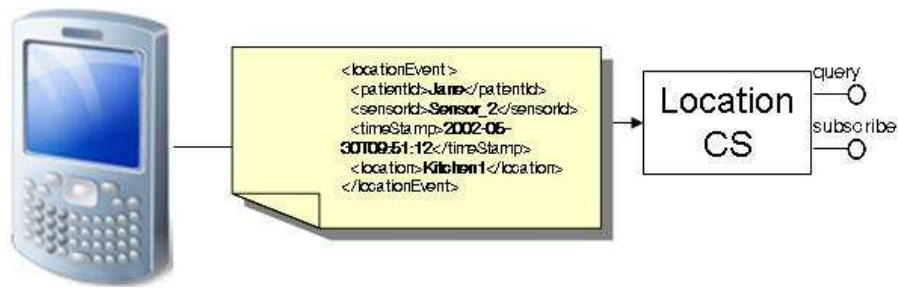 <locationEvent>
<patientId>Jane</patientId>
<sensorId>Sensor_2</sensorId>
<timeStamp>2002-05-
30T09:51:12</timeStamp>
<location>Kitchen1</location>
</locationEvent>
Location
CS
query
subscribe